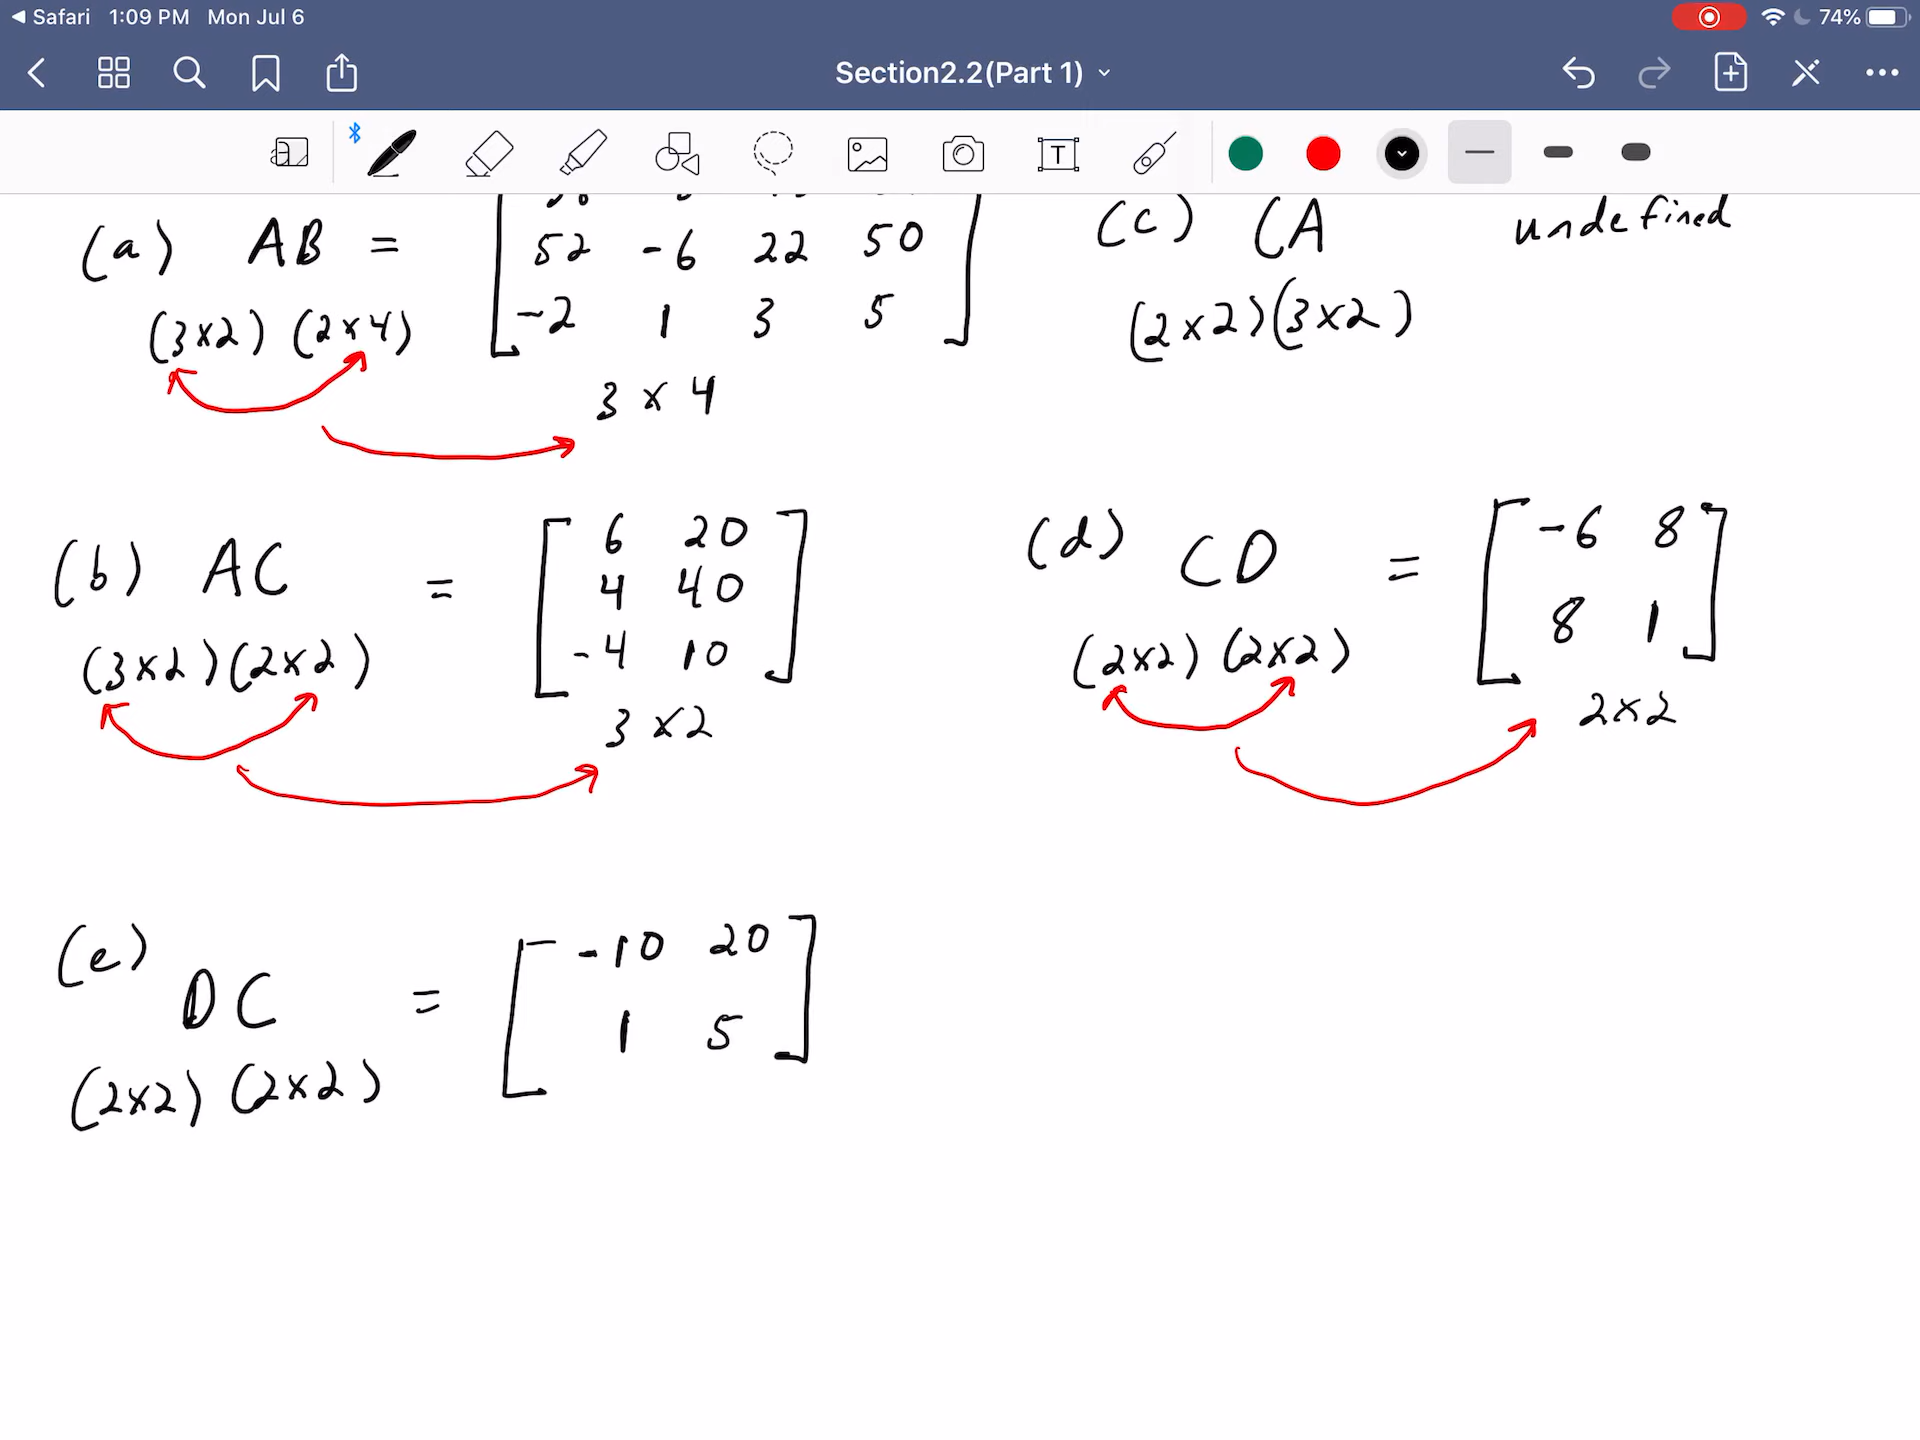 Safari 1:09 PM Mon Jul 6 74%
Section2.2(Part 1)
(a) AB = 52 -6 22 50
-2 1 3 5
(3x2) (2x4)
3 x 4
(c) CA undefined
(2x2)(3x2)
(b) AC = 6 20
4 40
-4 10
(3x2)(2x2)
3 x2
(d) CD = -6 8
8 1
(2x2) (2x2)
2x2
(e) DC = -10 20
1 5
(2x2) (2x2)